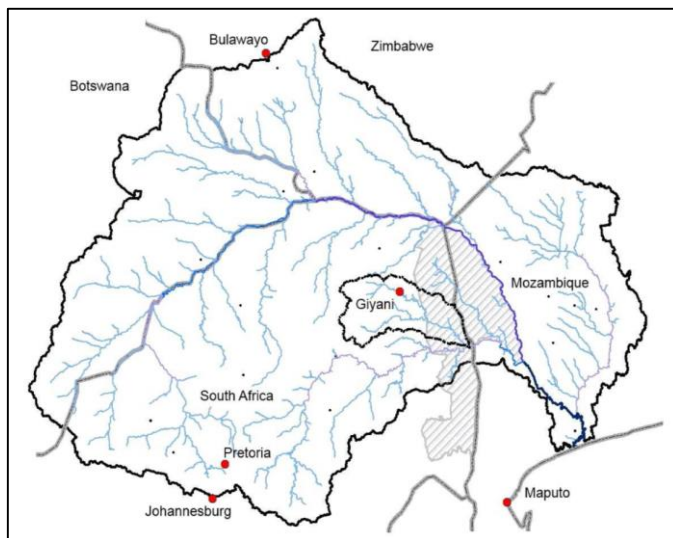 Bulawayo
Zimbabwe
Botswana
Mozambique
Giyani
South Africa
Pretoria
Johannesburg
Maputo